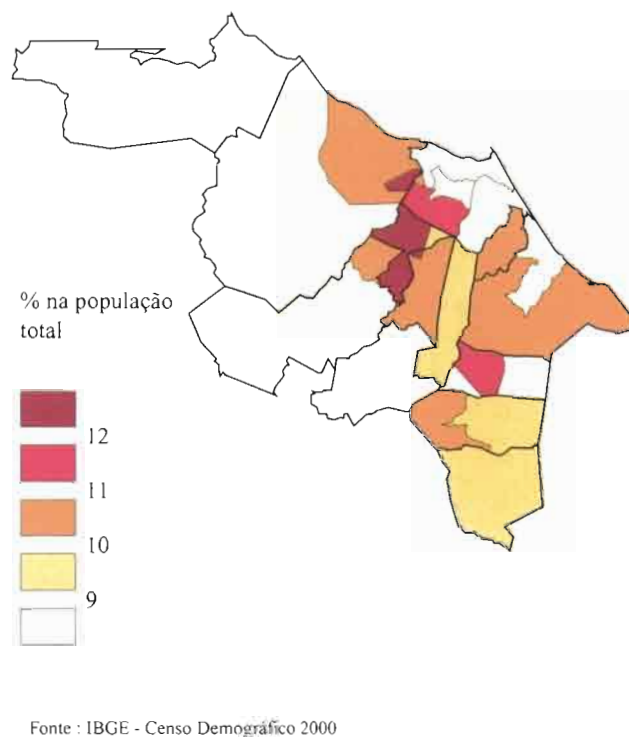 % na população
total
12
11
10
9
Fonte : IBGE - Censo Demográfico 2000